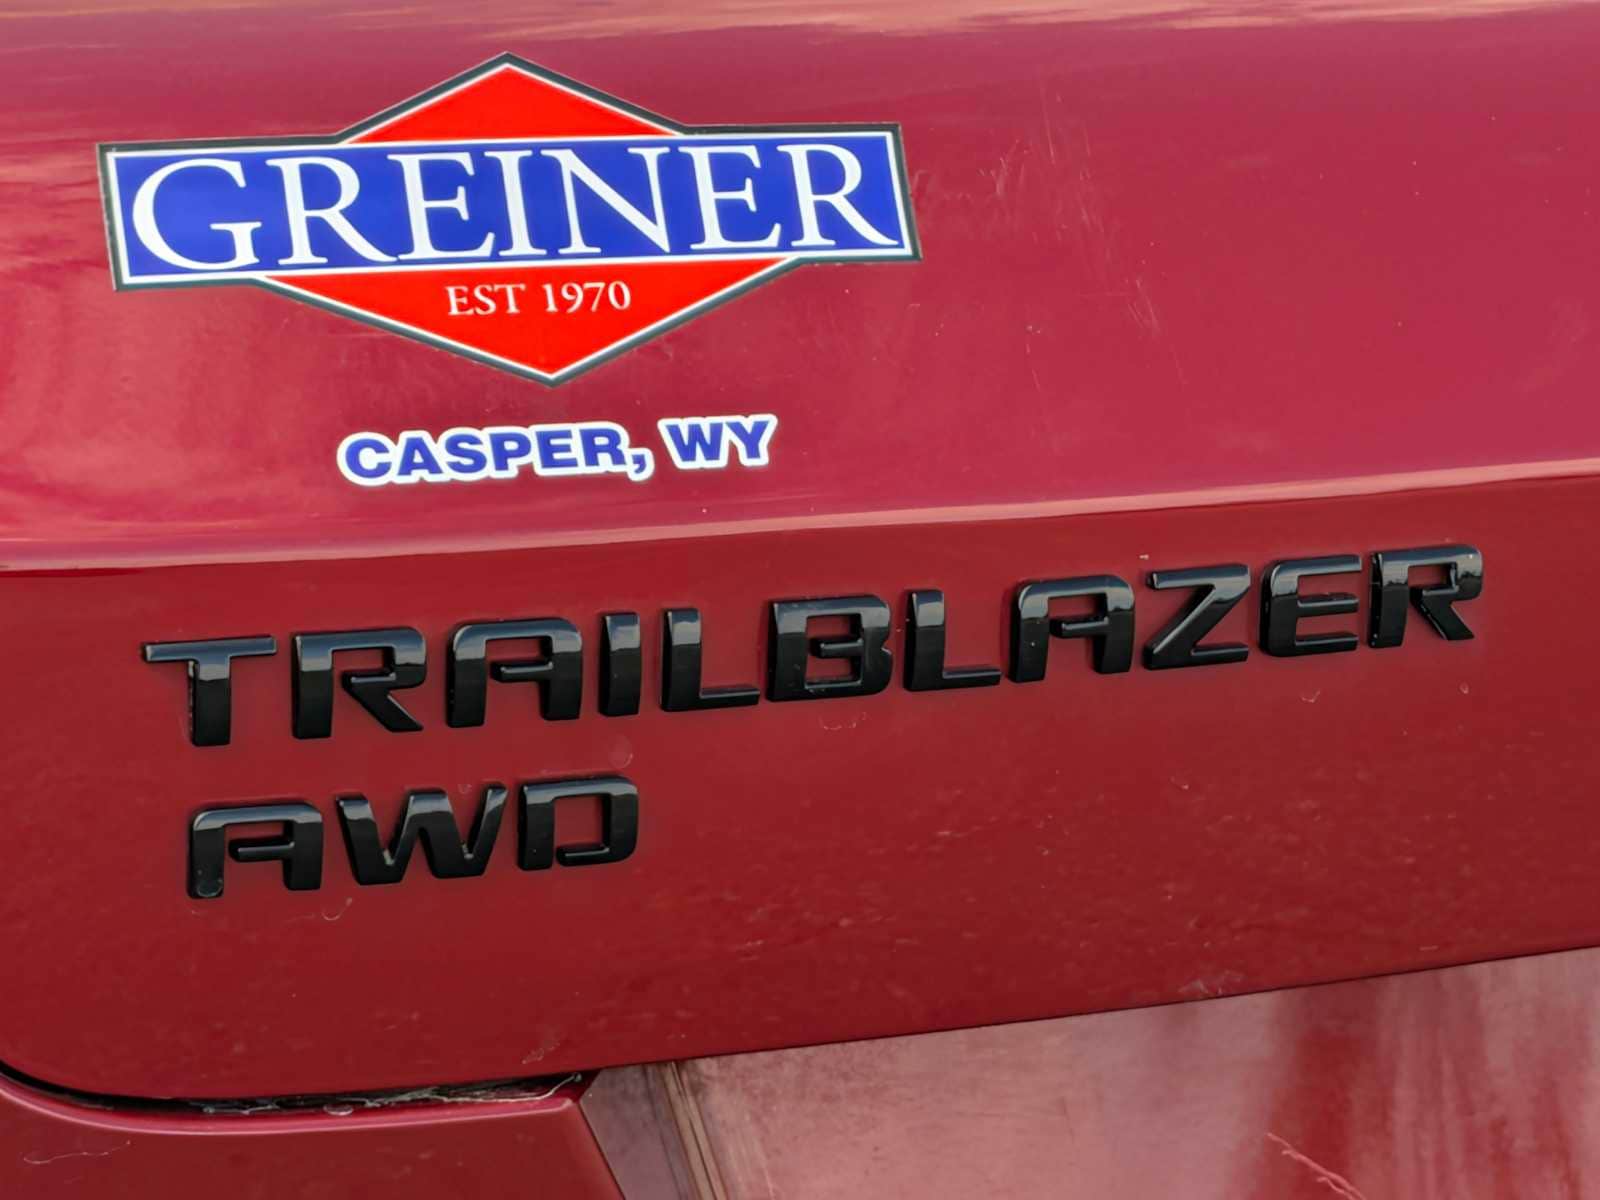 GREINER
EST 1970
CASPER, WY
TRAILBLAZER
AWD